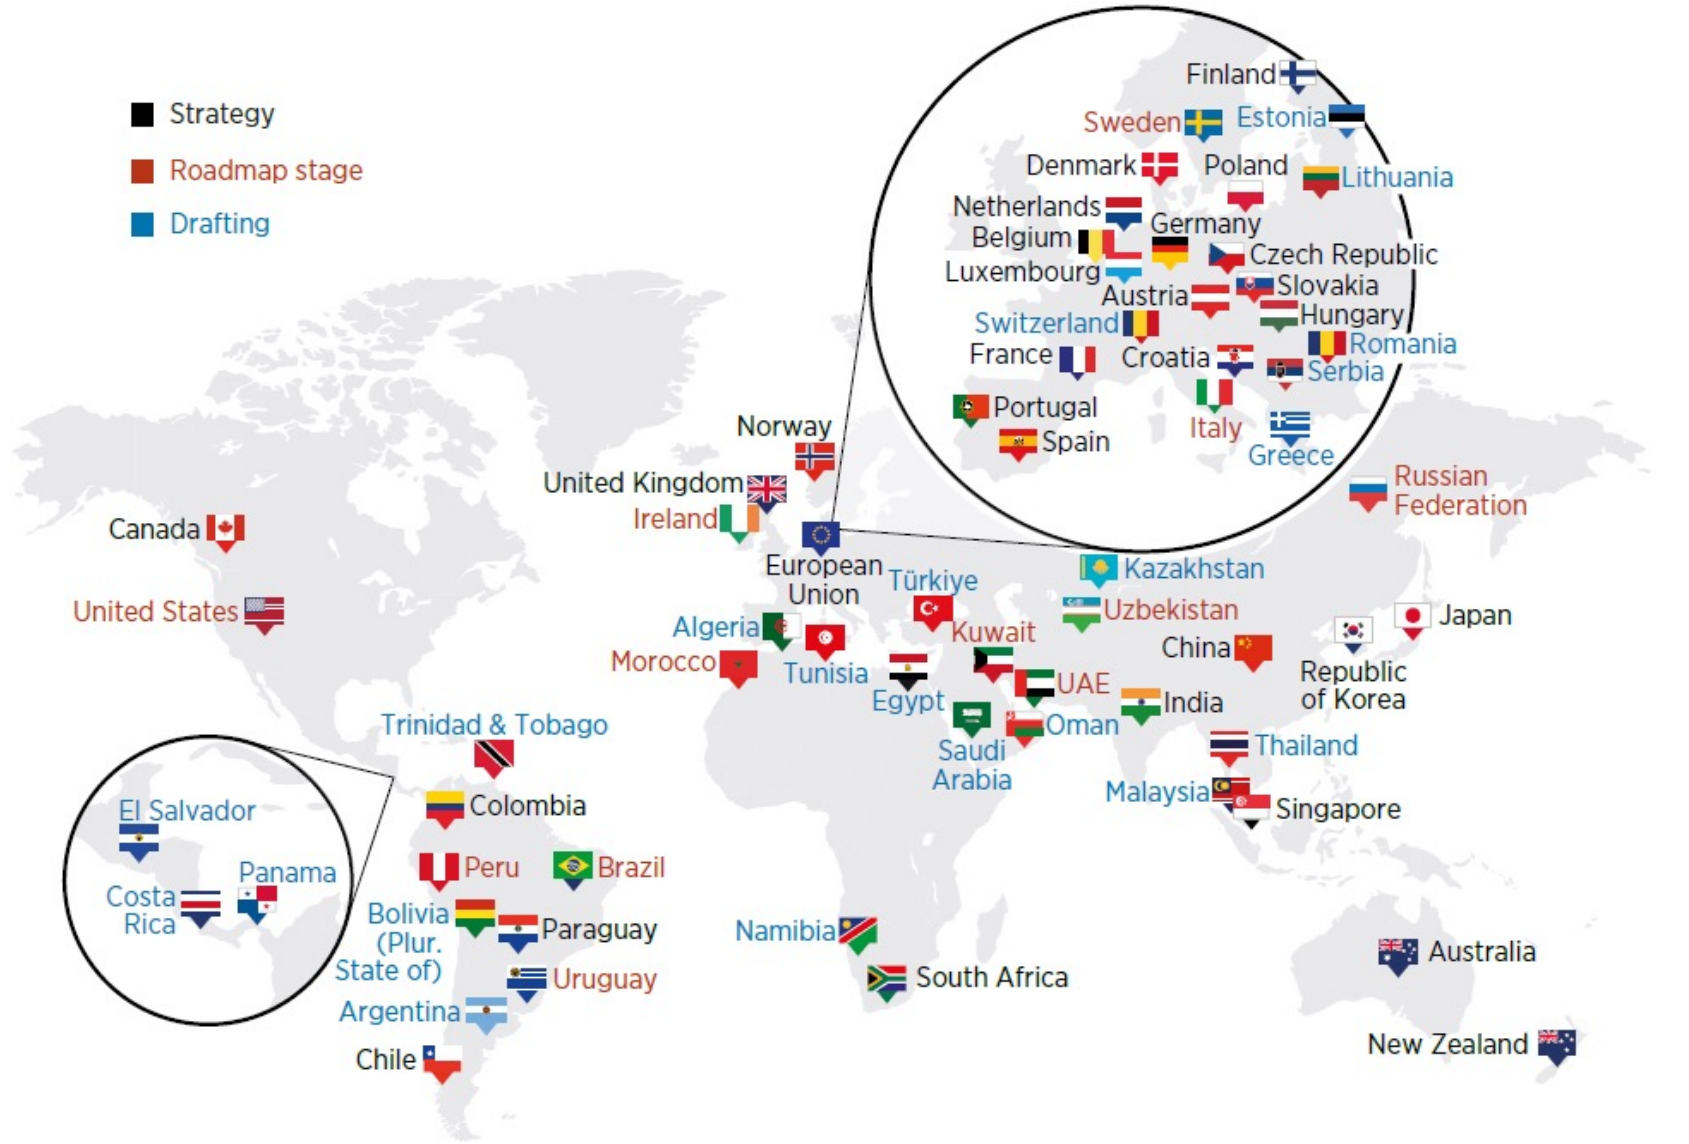 Strategy
Roadmap stage
Drafting
Finland
Sweden
Estonia
Denmark
Poland
Lithuania
Netherlands
Germany
Belgium
Czech Republic
Luxembourg
Slovakia
Austria
Hungary
Switzerland
Romania
France
Croatia
Serbia
Portugal
Italy
Spain
Greece
Norway
United Kingdom
Ireland
Russian
Federation
Canada
United States
European
Union
Türkiye
Kazakhstan
Uzbekistan
Algeria
Kuwait
Morocco
Tunisia
China
Japan
Republic
of Korea
Egypt
UAE
India
Saudi
Arabia
Oman
Thailand
Malaysia
Singapore
Trinidad & Tobago
Colombia
El Salvador
Panama
Costa
Rica
Peru
Brazil
Bolivia
(Plur.
State of)
Paraguay
Uruguay
Argentina
Chile
Namibia
South Africa
Australia
New Zealand